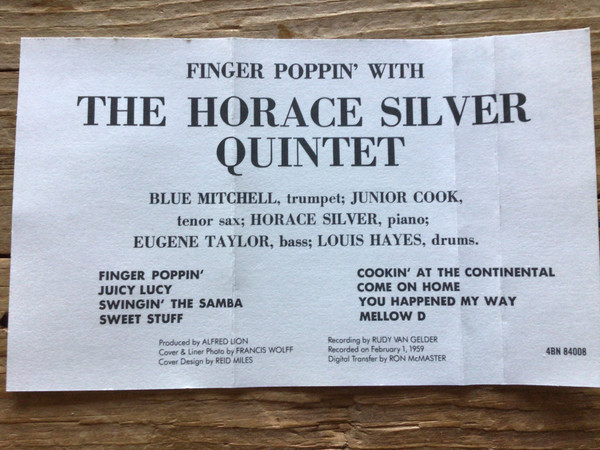 FINGER POPPIN' WITH
THE HORACE SILVER
QUINTET
BLUE MITCHELL, trumpet; JUNIOR COOK,
tenor sax; HORACE SILVER, piano;
EUGENE TAYLOR, bass; LOUIS HAYES, drums.
FINGER POPPIN'
JUICY LUCY
SWINGIN' THE SAMBA
SWEET STUFF
COOKIN' AT THE CONTINENTAL
COME ON HOME
YOU HAPPENED MY WAY
MELLOW D
Produced by ALFRED LION
Cover & Liner Photo by FRANCIS WOLFF
Cover Design by REID MILES
Recording by RUDY VAN GELDER
Recorded on February 1, 1959
Digital Transfer by RON McMASTER
4BN 84008